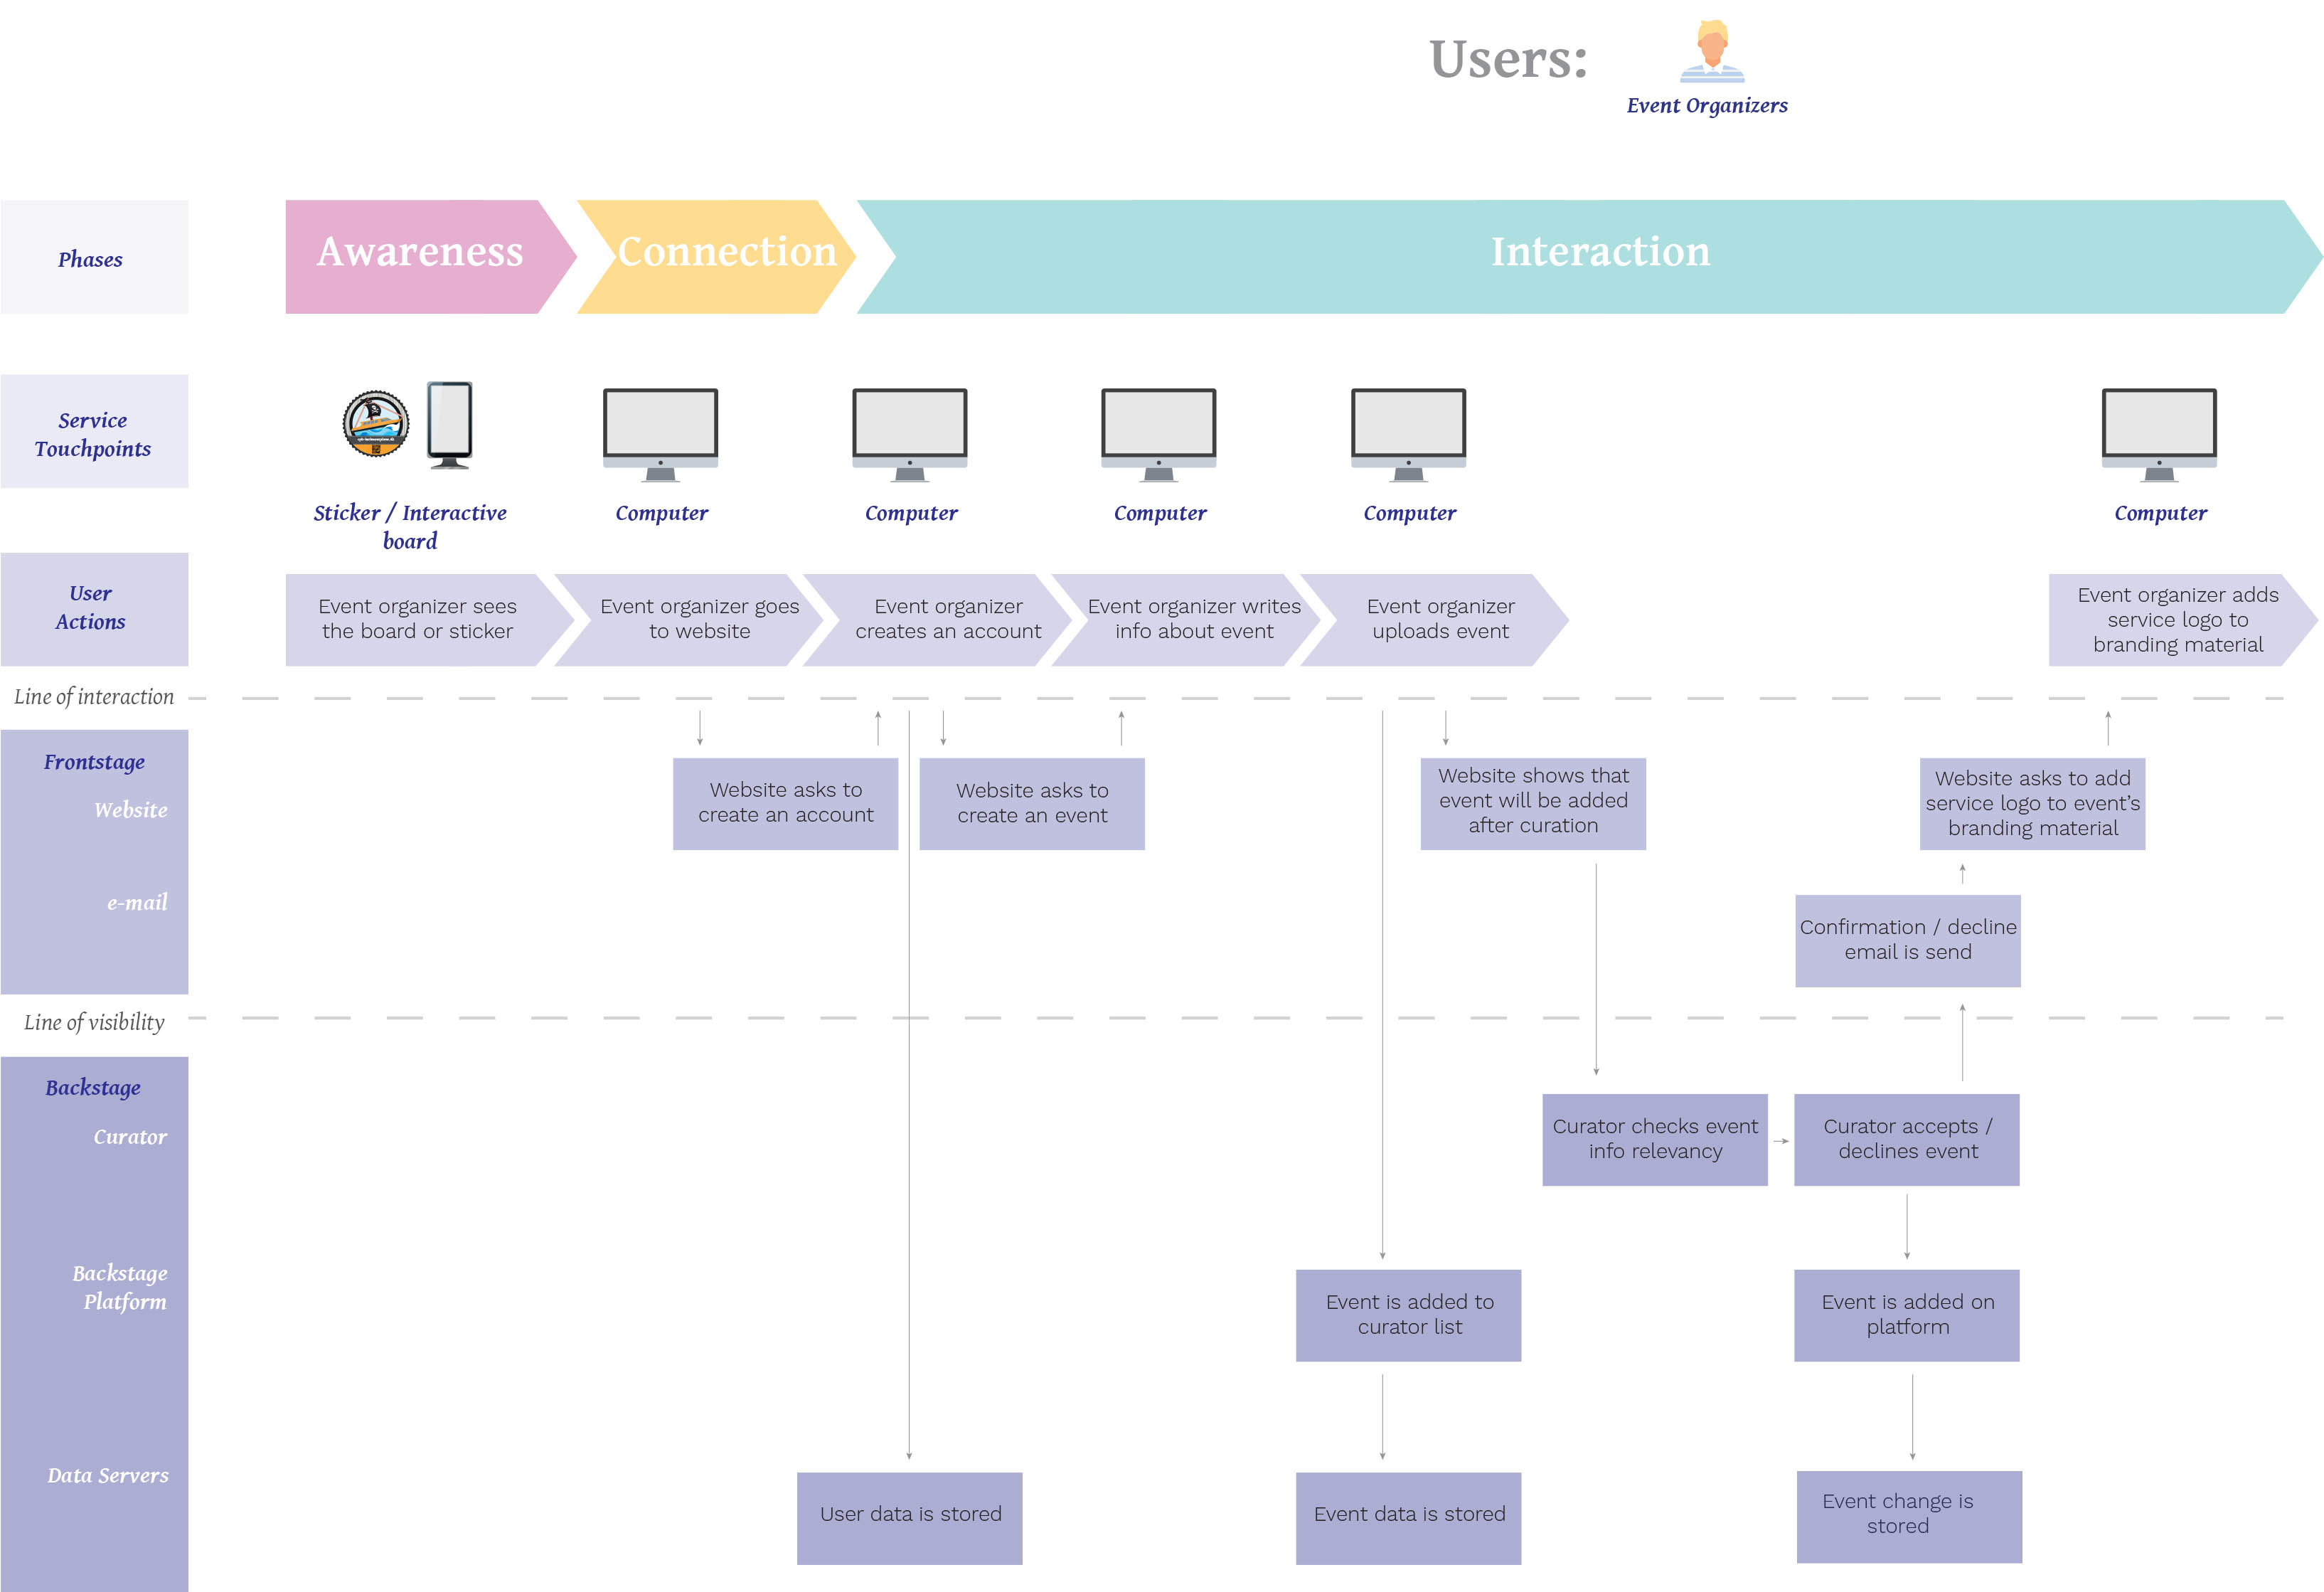 Users:
Event Organizers
Phases
Awareness
Connection
Interaction
Service
Touchpoints
Sticker / Interactive
board
Computer
Computer
Computer
Computer
Computer
User
Actions
Event organizer sees
the board or sticker
Event organizer goes
to website
Event organizer
creates an account
Event organizer writes
info about event
Event organizer
uploads event
Event organizer adds
service logo to
branding material
Line of interaction
Frontstage
Website
Website asks to
create an account
Website asks to
create an event
Website shows that
event will be added
after curation
Website asks to add
service logo to event’s
branding material
e-mail
Confirmation / decline
email is send
Line of visibility
Backstage
Curator
Curator checks event
info relevancy
Curator accepts /
declines event
Backstage
Platform
Event is added to
curator list
Event is added on
platform
Data Servers
User data is stored
Event data is stored
Event change is
stored